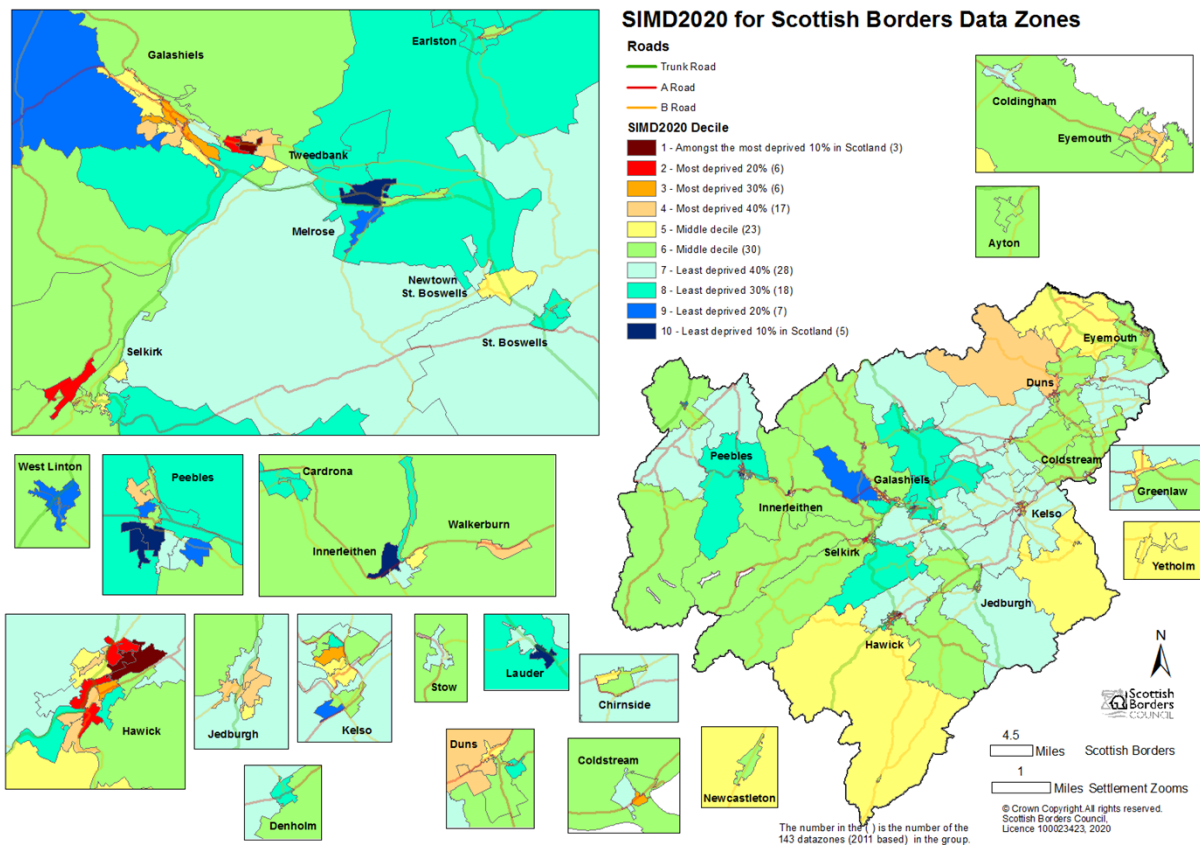 SIMD2020 for Scottish Borders Data Zones
Roads
Trunk Road
A Road
B Road
SIMD2020 Decile
1 - Amongst the most deprived 10% in Scotland (3)
2 - Most deprived 20% (6)
3 - Most deprived 30% (6)
4 - Most deprived 40% (17)
5 - Middle decile (23)
6 - Middle decile (30)
7 - Least deprived 40% (28)
8 - Least deprived 30% (18)
9 - Least deprived 20% (7)
10 - Least deprived 10% in Scotland (5)
Earlston
Galashiels
Tweedbank
Melrose
Newtown
St. Boswells
St. Boswells
Selkirk
Coldingham
Eyemouth
Ayton
Eyemouth
Duns
Peebles
Galashiels
Coldstream
Innerleithen
Kelso
Selkirk
Jedburgh
Hawick
Greenlaw
Yetholm
West Linton
Peebles
Cardrona
Walkerburn
Innerleithen
Hawick
Jedburgh
Kelso
Stow
Lauder
Chirnside
Denholm
Duns
Coldstream
Newcastleton
N
Scottish
Borders
COUNCIL
4.5
Miles Scottish Borders
1
Miles Settlement Zooms
© Crown Copyright.All rights reserved.
Scottish Borders Council,
Licence 100023423, 2020
The number in the ( ) is the number of the
143 datazones (2011 based) in the group.